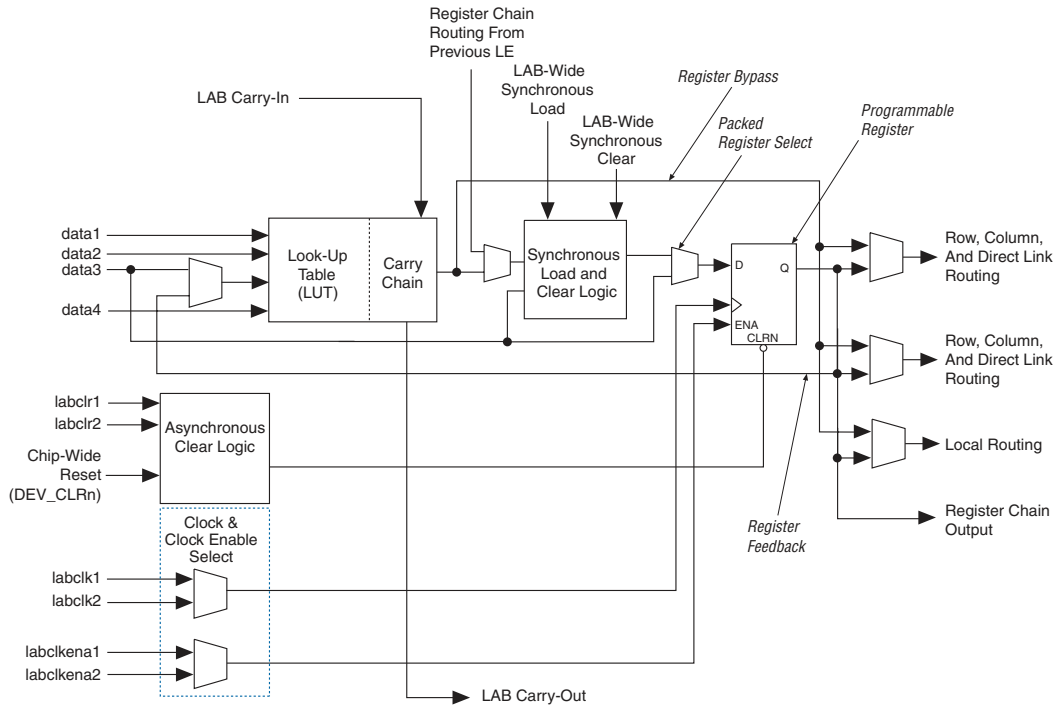 Register Chain
Routing From
Previous LE
LAB-Wide
Synchronous
Load
LAB-Wide
Synchronous
Clear
Register Bypass
Packed
Register Select
Programmable
Register
LAB Carry-In
data1
data2
data3
data4
Look-Up
Table
(LUT)
Carry
Chain
Synchronous
Load and
Clear Logic
D
Q
ENA
CLRN
Row, Column,
And Direct Link
Routing
Row, Column,
And Direct Link
Routing
Local Routing
Register Chain
Output
Register
Feedback
labclr1
labclr2
Chip-Wide
Reset
(DEV_CLRn)
Asynchronous
Clear Logic
Clock &
Clock Enable
Select
labclk1
labclk2
labclkena1
labclkena2
LAB Carry-Out